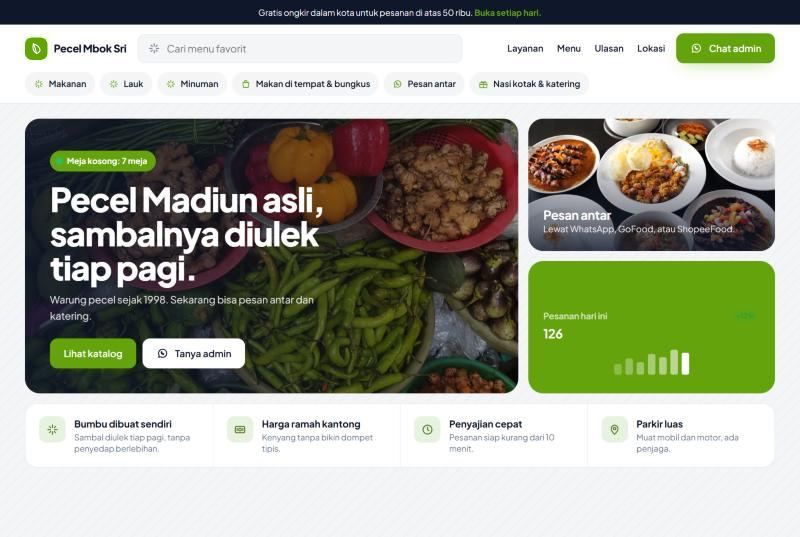 Gratis ongkir dalam kota untuk pesanan di atas 50 ribu. Buka setiap hari.
Pecel Mbok Sri
Cari menu favorit
Layanan
Menu
Ulasan
Lokasi
Chat admin
Makanan
Lauk
Minuman
Makan di tempat & bungkus
Pesan antar
Nasi kotak & katering
Meja kosong: 7 meja
Pecel Madiun asli,
sambalnya diulek
tiap pagi.
Warung pecel sejak 1998. Sekarang bisa pesan antar dan
katering.
Lihat katalog
Tanya admin
Pesan antar
Lewat WhatsApp, GoFood, atau ShopeeFood.
Pesanan hari ini
126
Bumbu dibuat sendiri
Sambal diulek tiap pagi, tanpa
penyedap berlebihan.
Harga ramah kantong
Kenyang tanpa bikin dompet
tipis.
Penyajian cepat
Pesanan siap kurang dari 10
menit.
Parkir luas
Muat mobil dan motor, ada
penjaga.